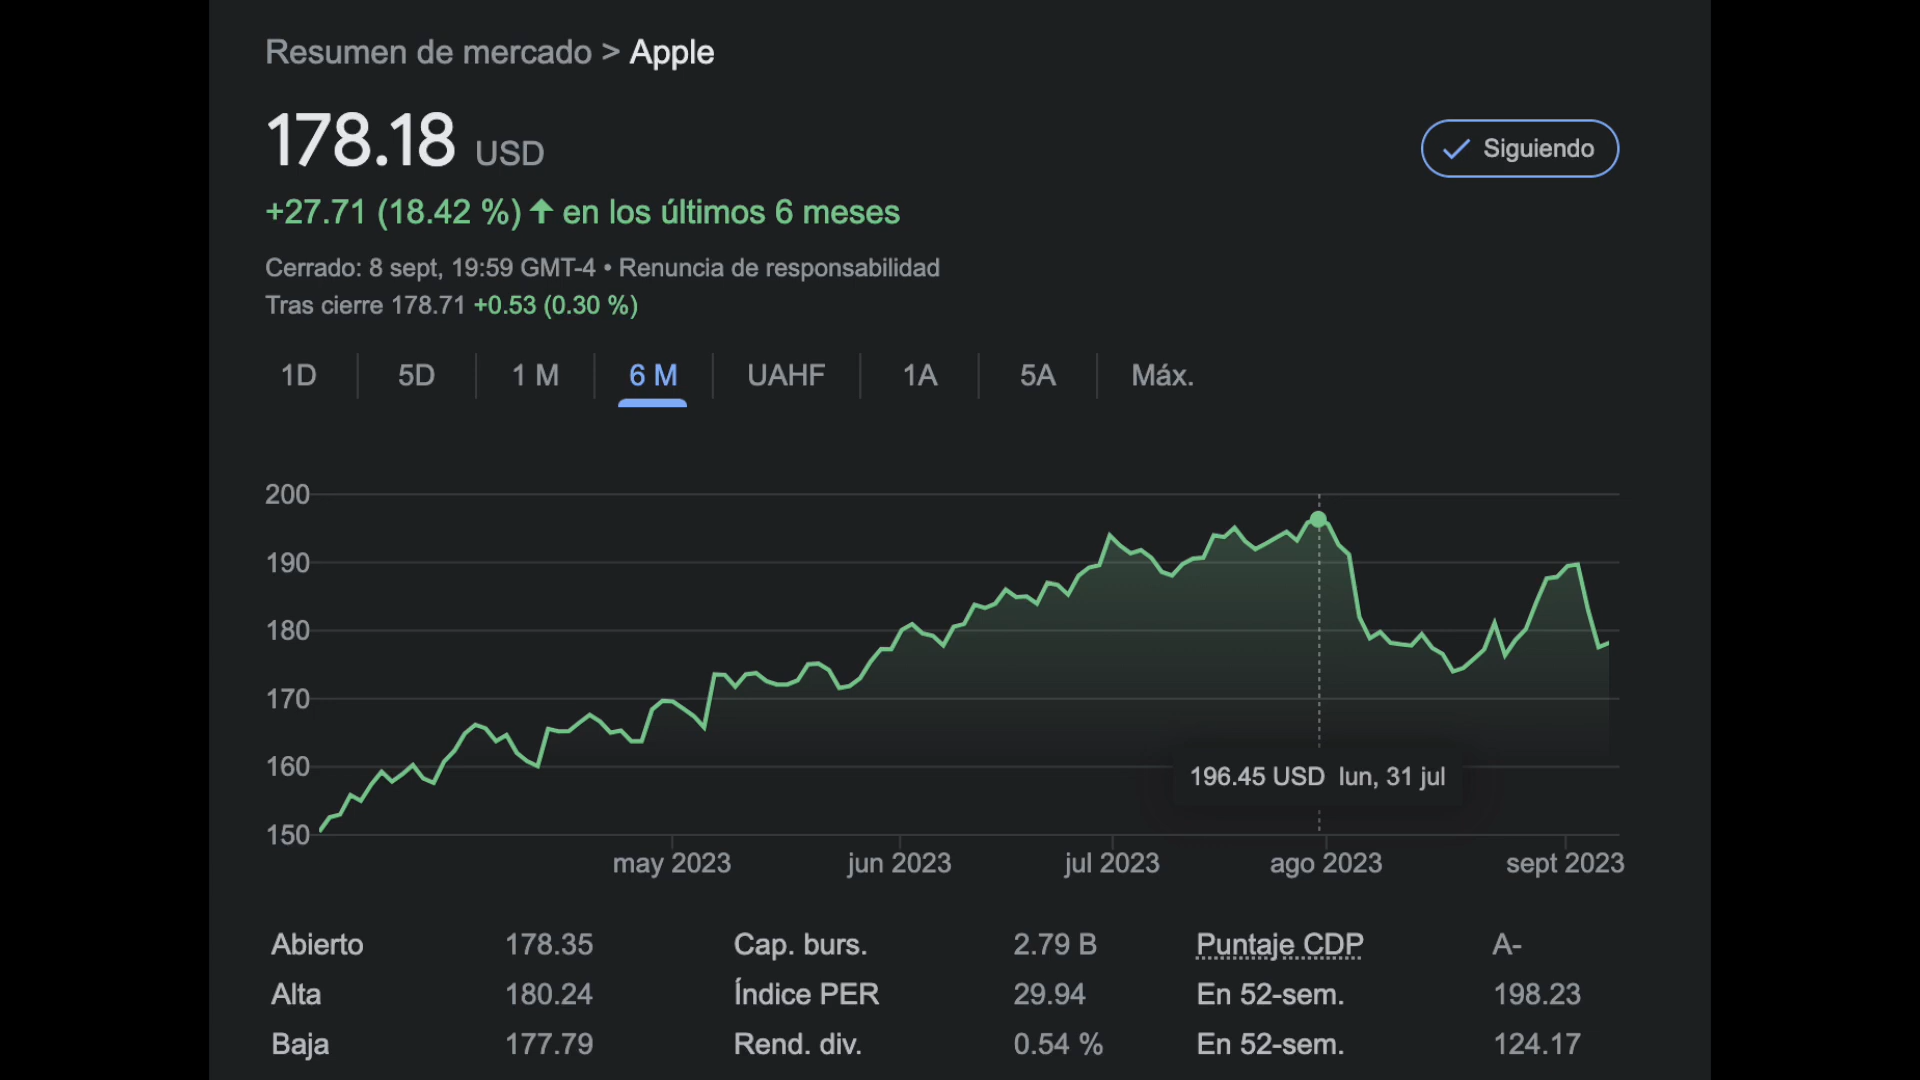 Resumen de mercado > Apple
178.18 USD
Siguiendo
+27.71 (18.42 %) ↑ en los últimos 6 meses
Cerrado: 8 sept, 19:59 GMT-4 • Renuncia de responsabilidad
Tras cierre 178.71 +0.53 (0.30 %)
1D 5D 1 M 6 M UAHF 1A 5A Máx.
200
190
180
170
160
150
196.45 USD lun, 31 jul
may 2023 jun 2023 jul 2023 ago 2023 sept 2023
Abierto 178.35 Cap. burs. 2.79 B Puntaje CDP A-
Alta 180.24 Índice PER 29.94 En 52-sem. 198.23
Baja 177.79 Rend. div. 0.54 % En 52-sem. 124.17